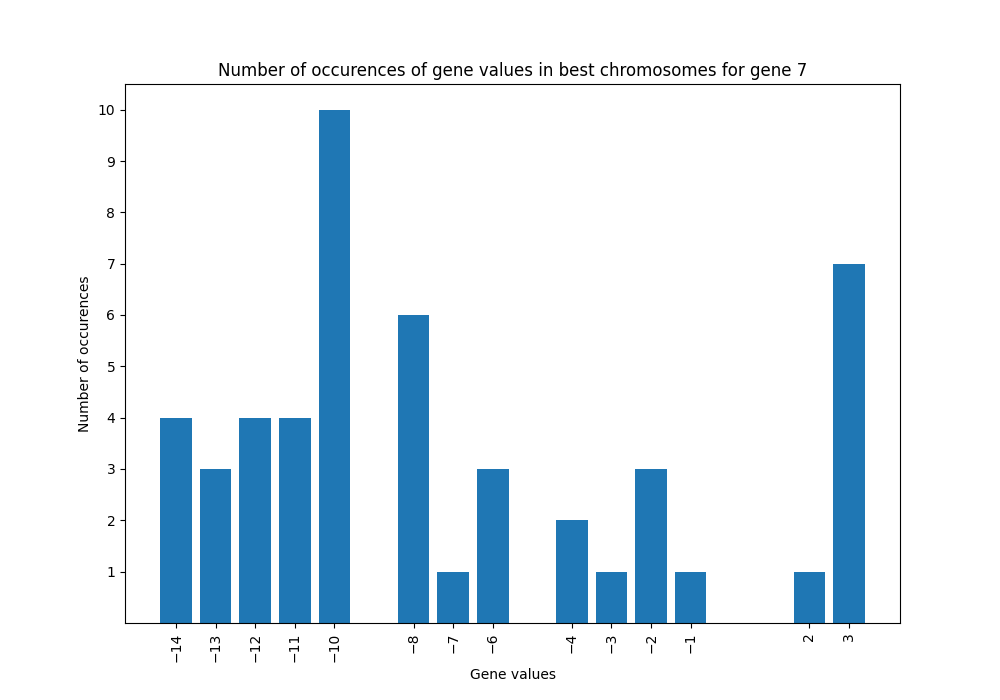 Number of occurences of gene values in best chromosomes for gene 7
10
9
8
7
6
5
4
3
2
1
Number of occurences
−14 −13 −12 −11 −10 −8 −7 −6 −4 −3 −2 −1 2 3
Gene values